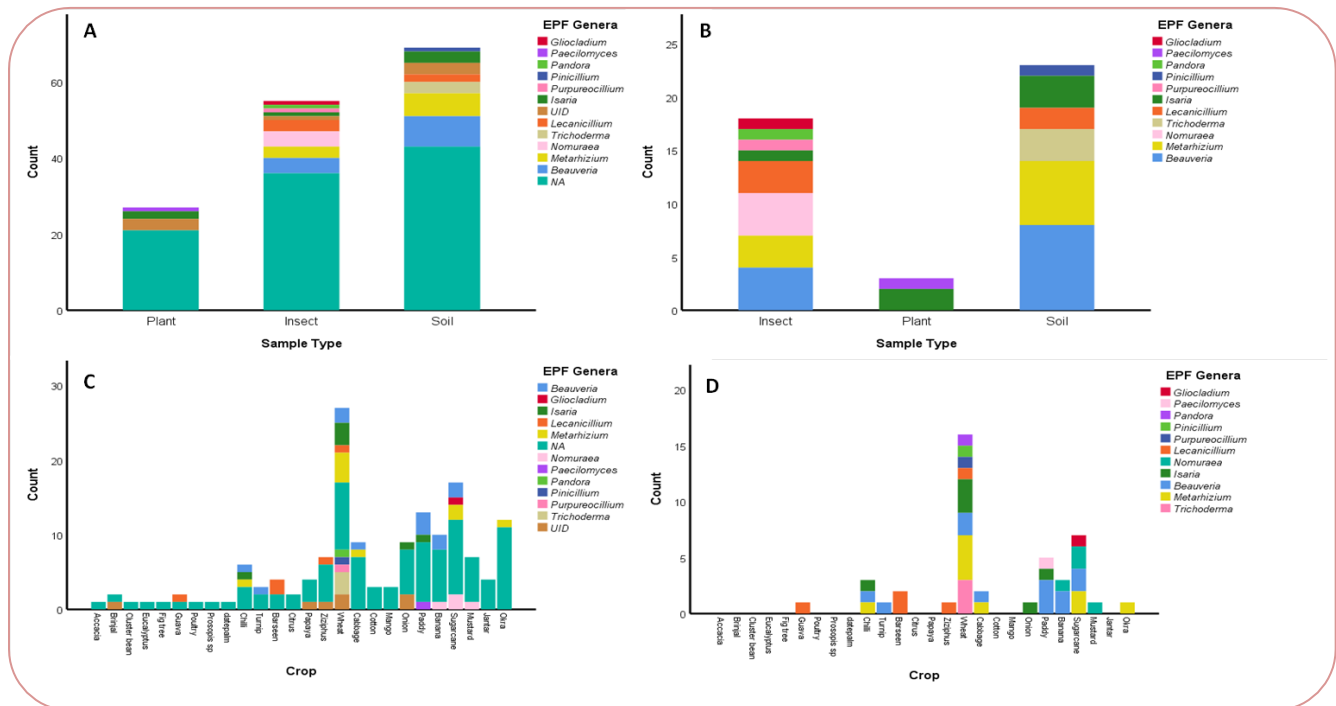 A
EPF Genera
Gliocladium
Paecilomyces
Pandora
Pinicillium
Purpureocillium
Isaria
UID
Lecanicillium
Trichoderma
Nomuraea
Metarhizium
Beauveria
NA
Count
60
40
20
0
Plant
Insect
Soil
Sample Type
B
EPF Genera
Gliocladium
Paecilomyces
Pandora
Pinicillium
Purpureocillium
Isaria
Lecanicillium
Trichoderma
Nomuraea
Metarhizium
Beauveria
Count
25
20
15
10
5
0
Insect
Plant
Soil
Sample Type
C
EPF Genera
Beauveria
Gliocladium
Isaria
Lecanicillium
Metarhizium
NA
Nomuraea
Paecilomyces
Pandora
Pinicillium
Purpureocillium
Trichoderma
UID
Count
30
20
10
0
Accacia
Brinjal
Cluster bean
Eucalyptus
Fig tree
Guava
Poultry
Prosopis sp
datepalm
Chilli
Turnip
Barseen
Citrus
Papaya
Ziziphus
Wheat
Cabbage
Cotton
Mango
Onion
Paddy
Banana
Sugarcane
Mustard
Jantar
Okra
Crop
D
EPF Genera
Gliocladium
Paecilomyces
Pandora
Pinicillium
Purpureocillium
Lecanicillium
Nomuraea
Isaria
Beauveria
Metarhizium
Trichoderma
Count
20
15
10
5
0
Accacia
Brinjal
Cluster bean
Eucalyptus
Fig tree
Guava
Poultry
Prosopis sp
datepalm
Chilli
Turnip
Barseen
Citrus
Papaya
Ziziphus
Wheat
Cabbage
Cotton
Mango
Onion
Paddy
Banana
Sugarcane
Mustard
Jantar
Okra
Crop